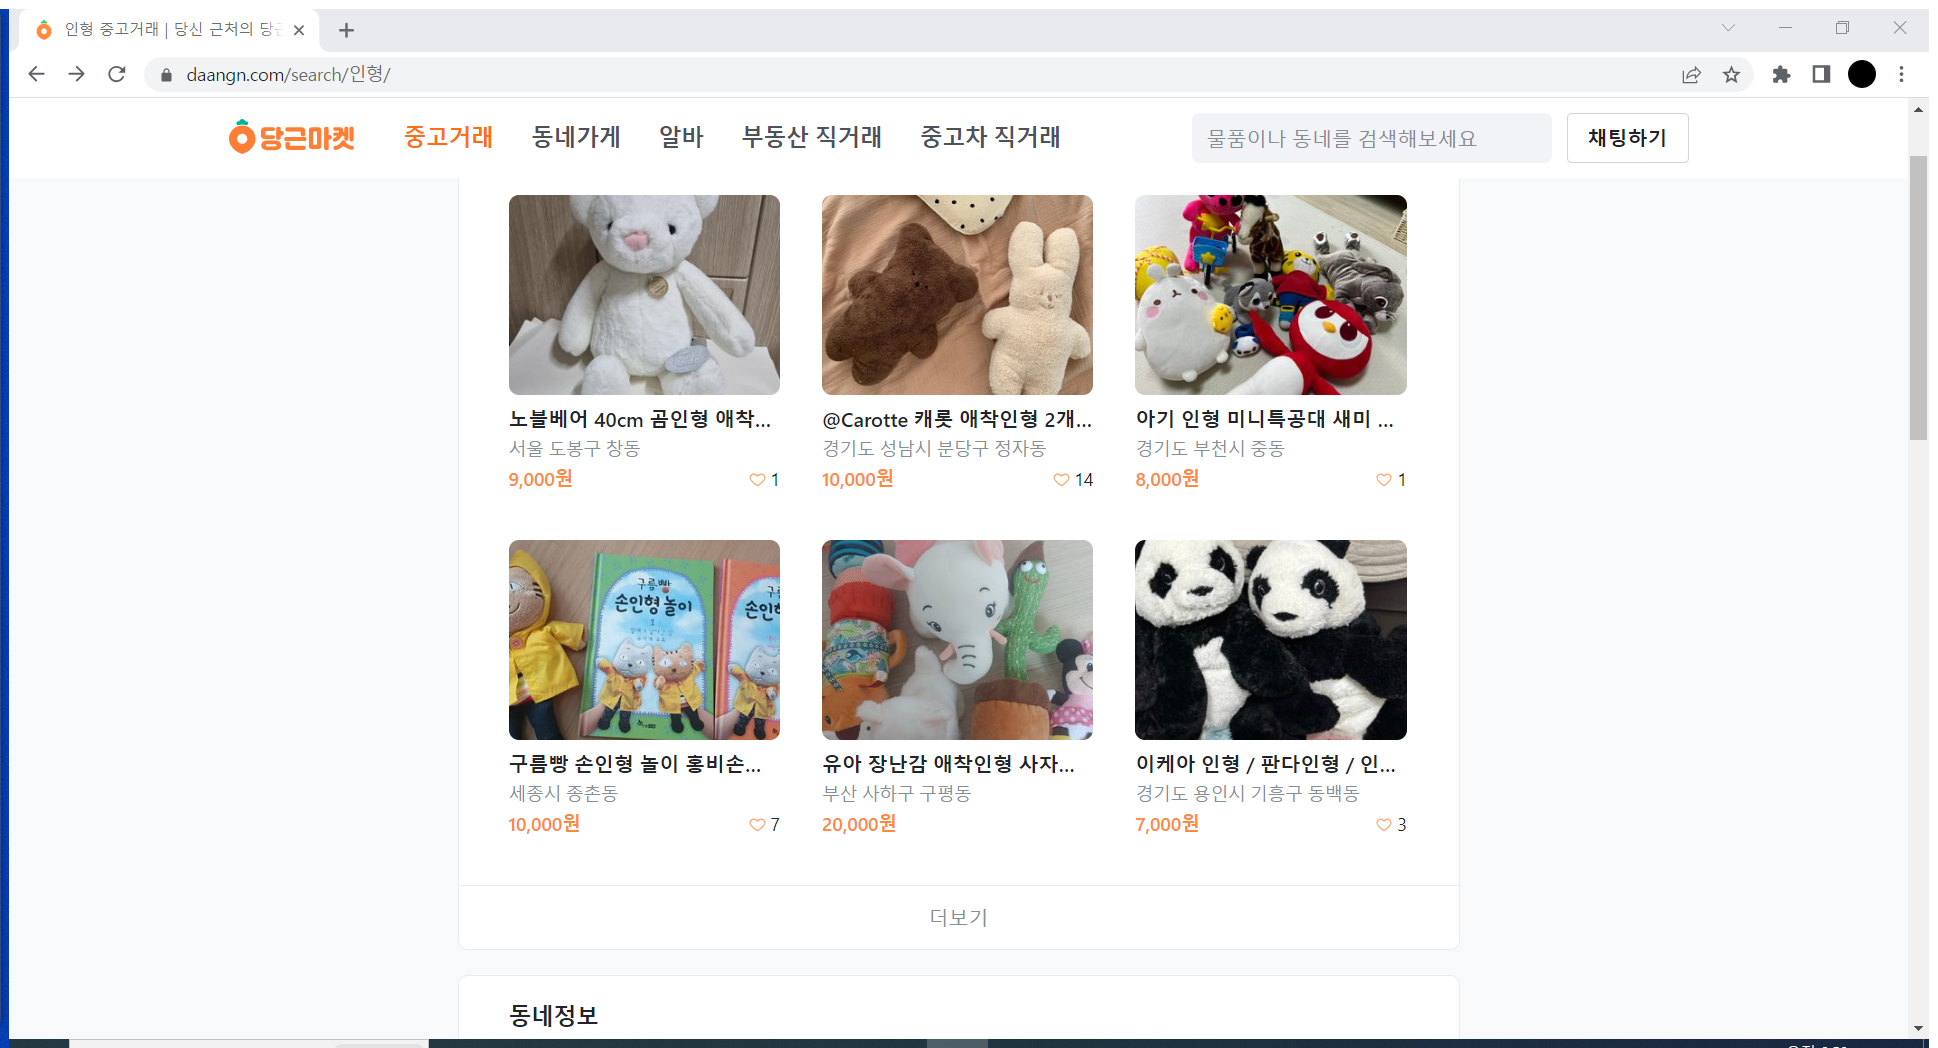 인형 중고거래 | 당신 근처의 당근
daangn.com/search/인형/
당근마켓
중고거래
동네가게
알바
부동산 직거래
중고차 직거래
물품이나 동네를 검색해보세요
채팅하기
노블베어 40cm 곰인형 애착...
서울 도봉구 창동
9,000원
1
@Carotte 캐롯 애착인형 2개...
경기도 성남시 분당구 정자동
10,000원
14
아기 인형 미니특공대 새미 ...
경기도 부천시 중동
8,000원
1
구름빵
손인형 놀이
1
구름빵 손인형 놀이 홍비손...
세종시 종촌동
10,000원
7
유아 장난감 애착인형 사자...
부산 사하구 구평동
20,000원
이케아 인형 / 판다인형 / 인...
경기도 용인시 기흥구 동백동
7,000원
3
더보기
동네정보